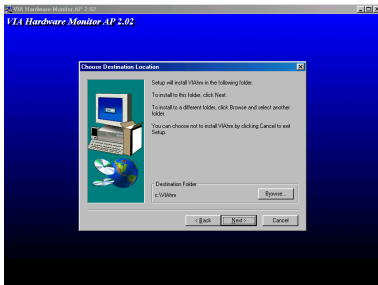 VIA Hardware Monitor AP 2.02
VIA Hardware Monitor AP 2.02
Choose Destination Location
Setup will install VIAhm in the following folder.
To install to this folder, click Next.
To install to a different folder, click Browse and select another
folder.
You can choose not to install VIAhm by clicking Cancel to exit
Setup.
Destination Folder
c:\VIAhm
Browse...
< Back
Next >
Cancel